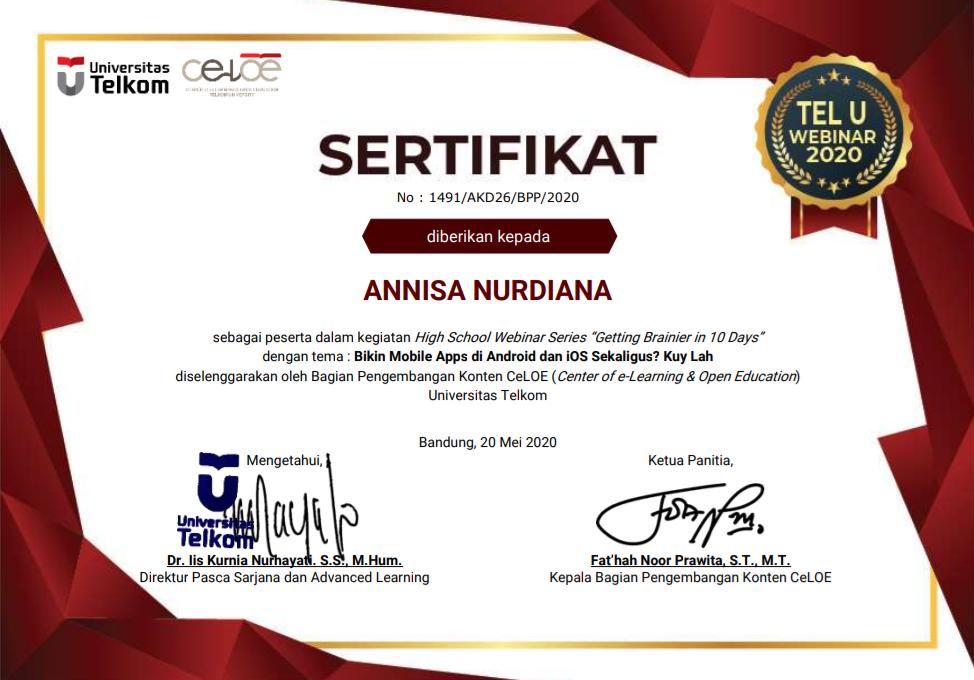 Universitas
Telkom
CeLOE
TEL U
WEBINAR
2020
SERTIFIKAT
No : 1491/AKD26/BPP/2020
diberikan kepada
ANNISA NURDIANA
sebagai peserta dalam kegiatan High School Webinar Series “Getting Brainier in 10 Days”
dengan tema : Bikin Mobile Apps di Android dan iOS Sekaligus? Kuy Lah
diselenggarakan oleh Bagian Pengembangan Konten CeLOE (Center of e-Learning & Open Education)
Universitas Telkom
Bandung, 20 Mei 2020
Mengetahui,
Ketua Panitia,
Universitas
Telkom
Dr. Iis Kurnia Nurhayati. S.S., M.Hum.
Fat’hah Noor Prawita, S.T., M.T.
Direktur Pasca Sarjana dan Advanced Learning
Kepala Bagian Pengembangan Konten CeLOE